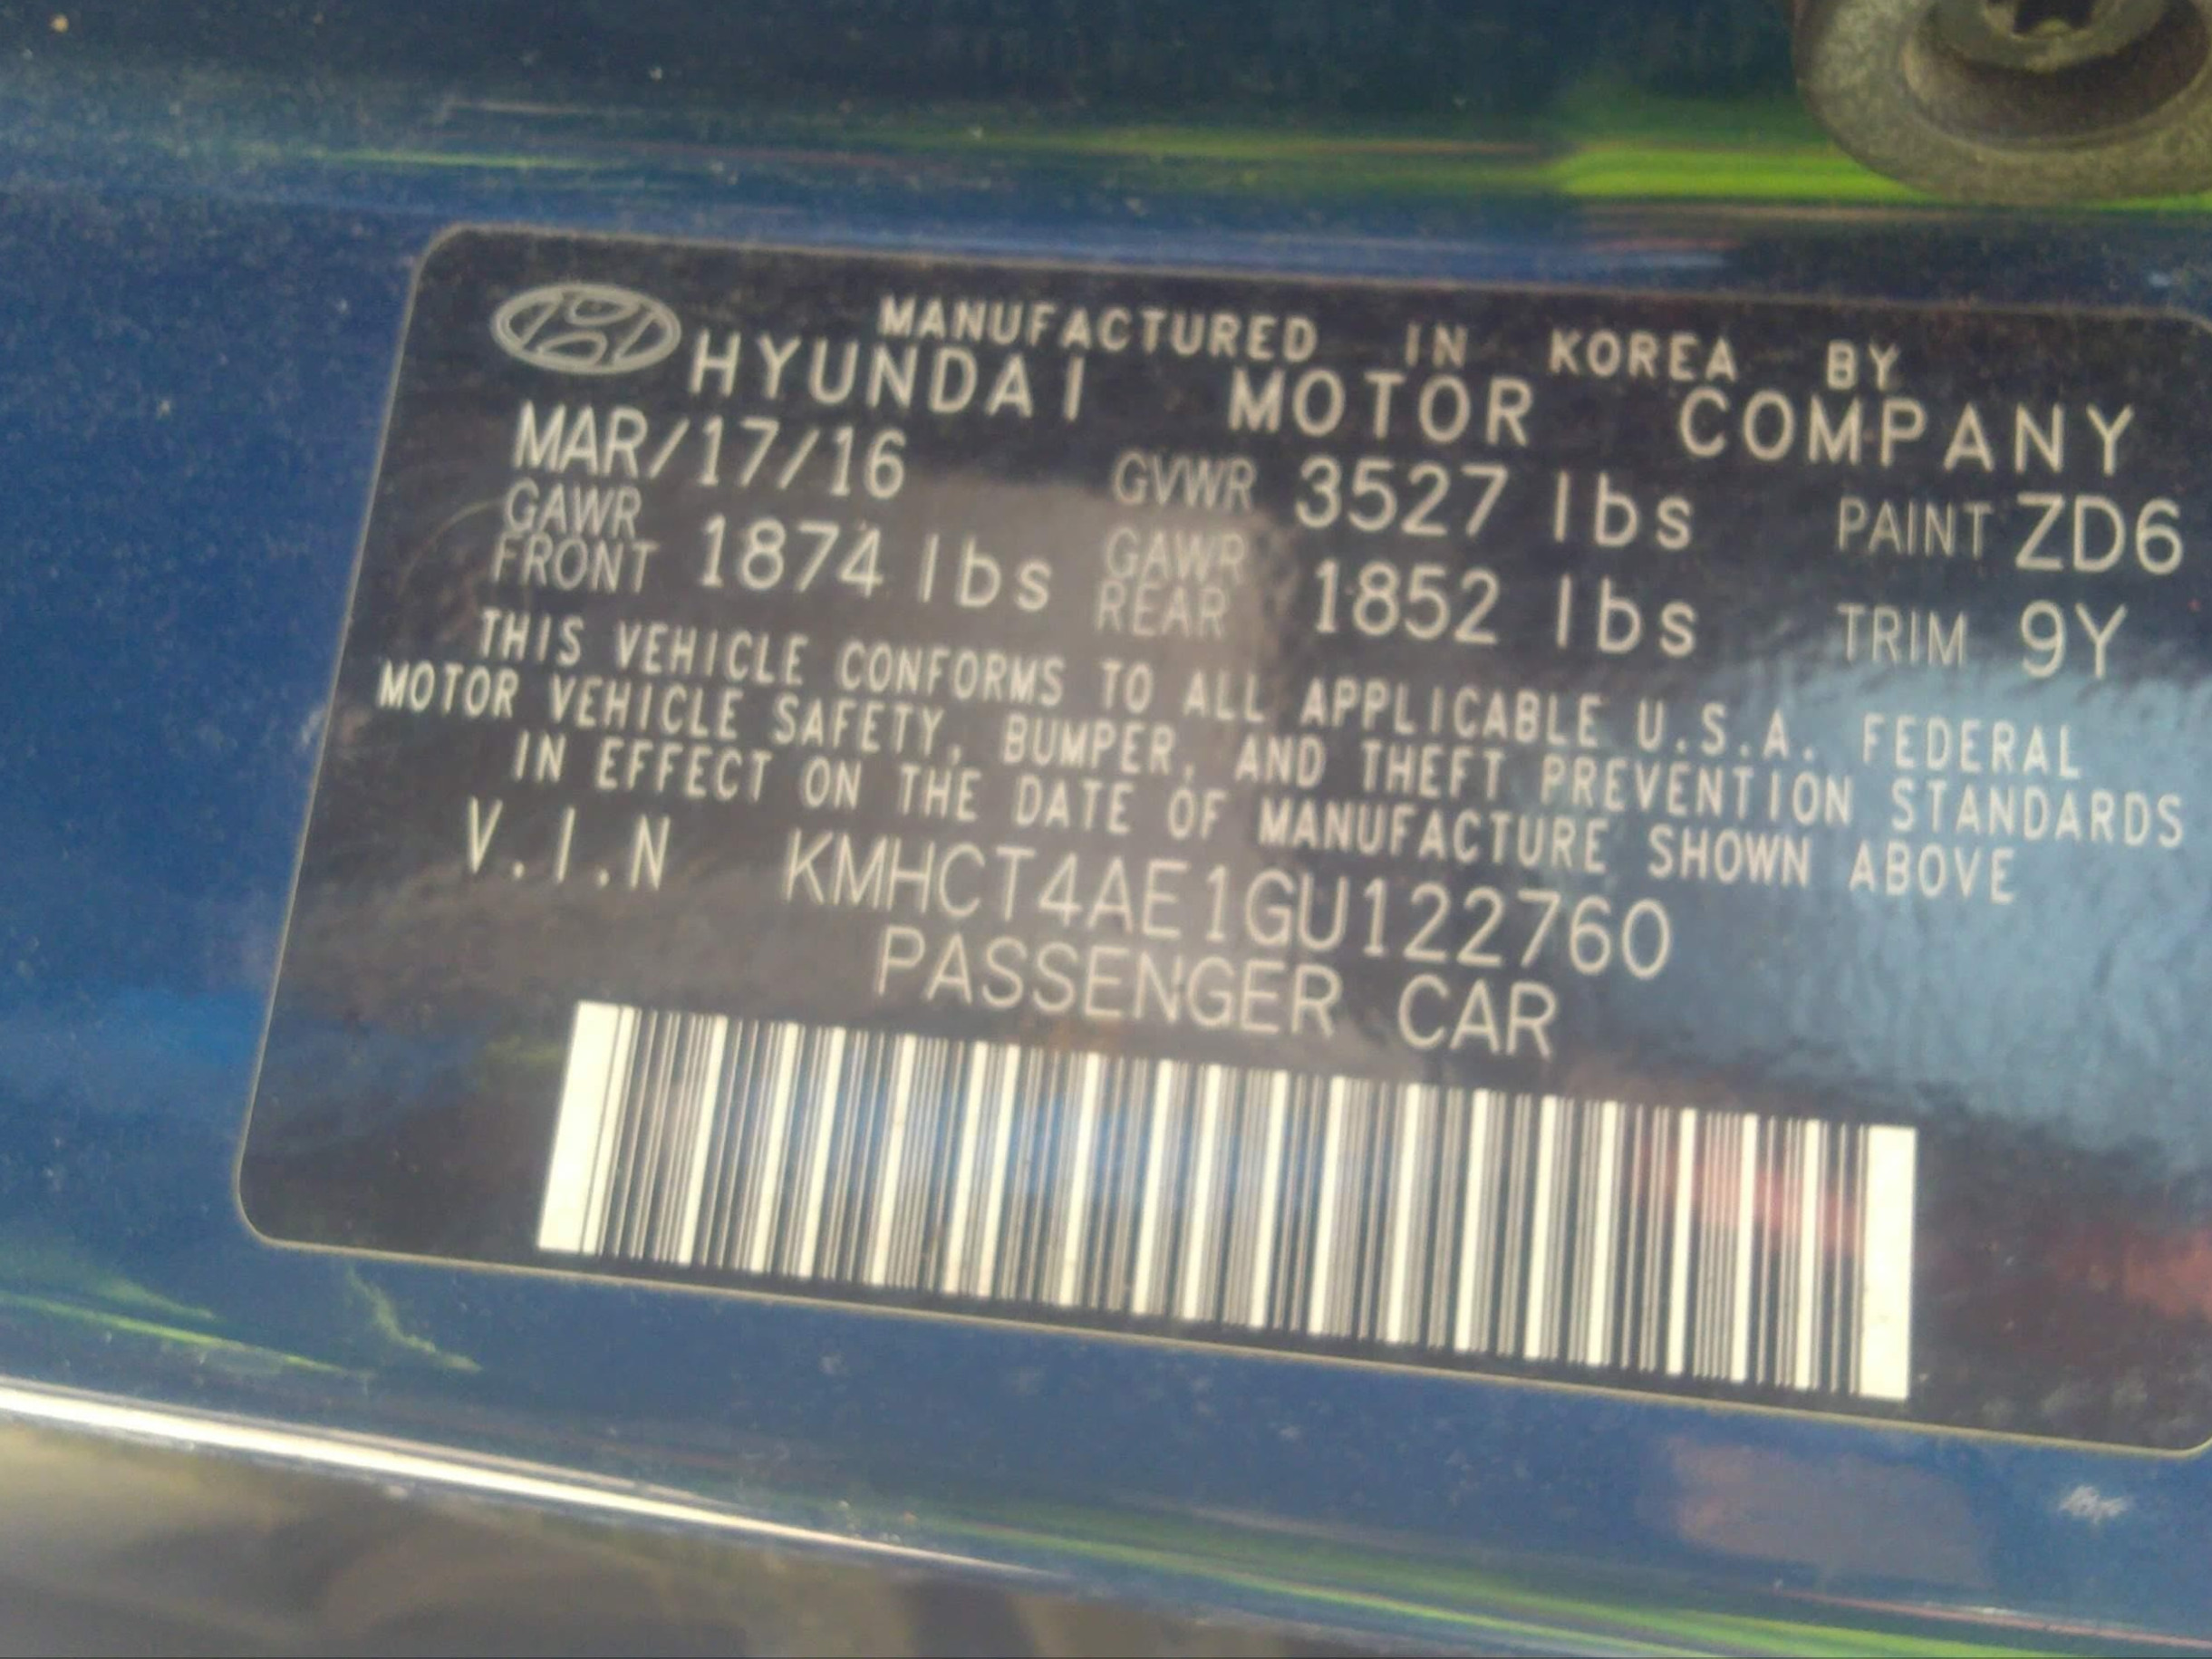 MANUFACTURED IN KOREA BY
HYUNDAI MOTOR COMPANY
MAR/17/16 GVWR 3527 lbs PAINT ZD6
GAWR FRONT 1874 lbs GAWR REAR 1852 lbs TRIM 9Y
THIS VEHICLE CONFORMS TO ALL APPLICABLE U.S.A. FEDERAL
MOTOR VEHICLE SAFETY, BUMPER, AND THEFT PREVENTION STANDARDS
IN EFFECT ON THE DATE OF MANUFACTURE SHOWN ABOVE
V.I.N KMHCT4AE1GU122760
PASSENGER CAR